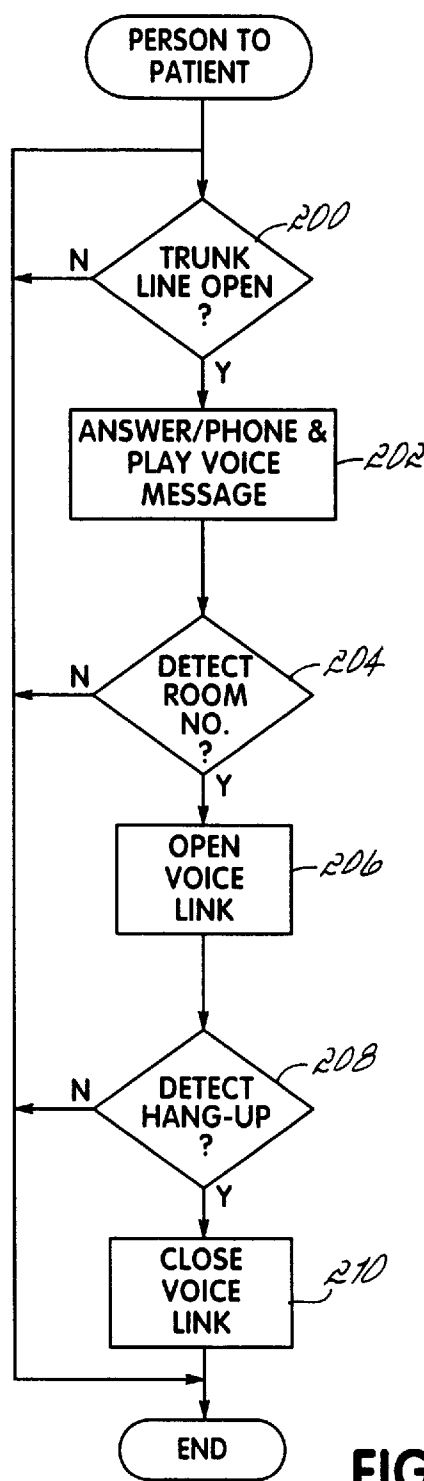 PERSON TO
PATIENT
200
N
TRUNK
LINE OPEN
?
Y
ANSWER/PHONE &
PLAY VOICE
MESSAGE
202
N
DETECT
ROOM
NO.
?
204
Y
OPEN
VOICE
LINK
206
N
DETECT
HANG-UP
?
208
Y
CLOSE
VOICE
LINK
210
END
FIG